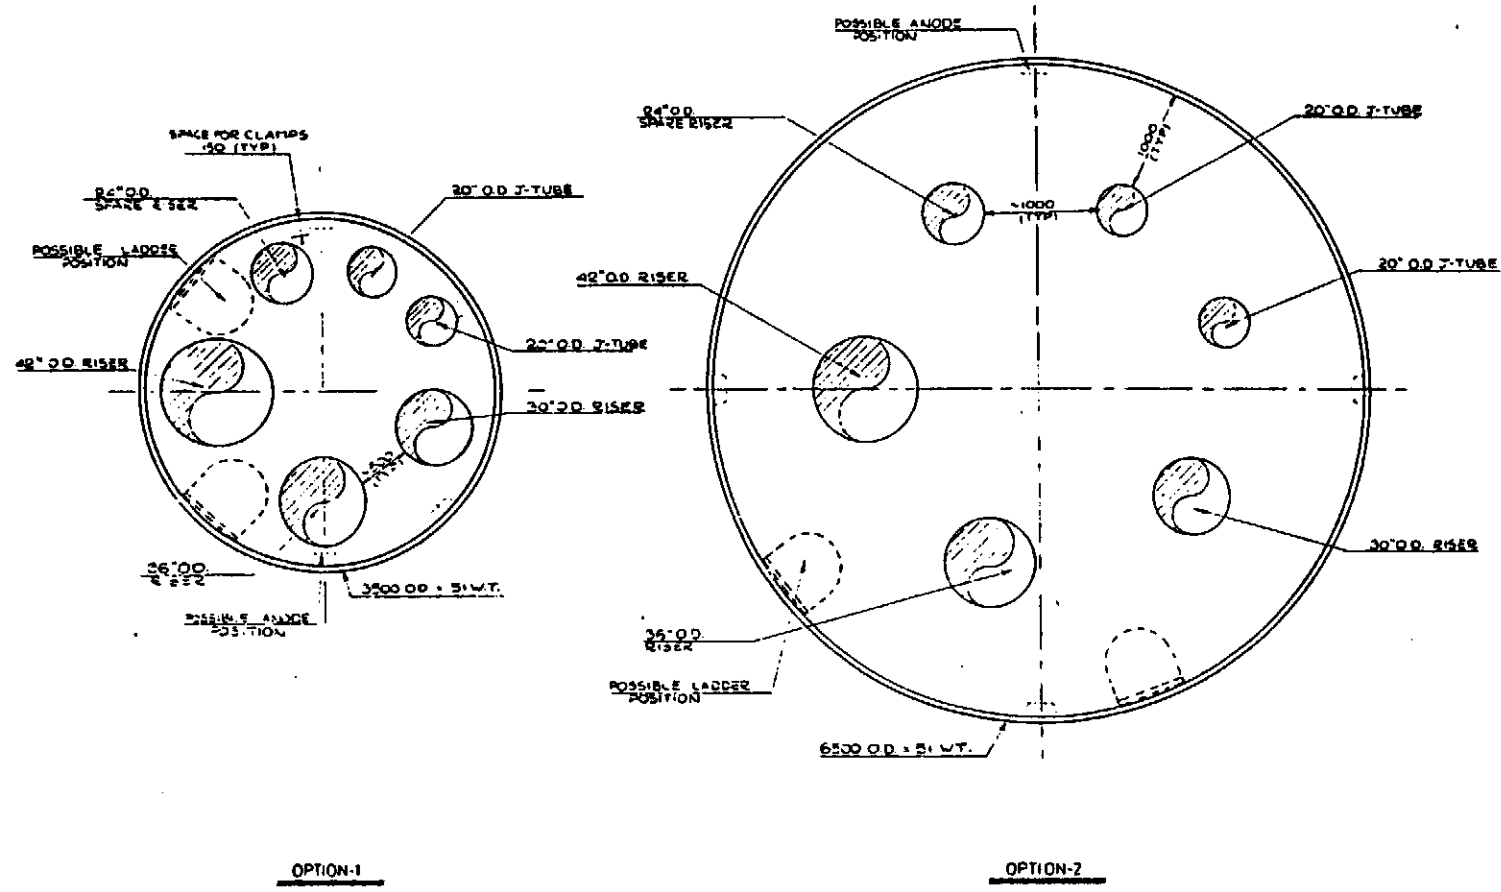 SPACE FOR CLAMPS
150 (TYP)
24" O.D.
SPARE RISER
POSSIBLE LADDER
POSITION
42" O.D. RISER
20" O.D J-TUBE
20" O.D. J-TUBE
30" O.D. RISER
(TYP)
36" O.D.
RISER
3500 O.D × 51 W.T.
POSSIBLE ANODE
POSITION
OPTION-1
POSSIBLE ANODE
POSITION
24" O.D.
SPARE RISER
20" O.D. J-TUBE
1000
(TYP)
~1000
(TYP)
42" O.D. RISER
20" O.D J-TUBE
30" O.D. RISER
36" O.D.
RISER
POSSIBLE LADDER
POSITION
6500 O.D. × 51 W.T.
OPTION-2